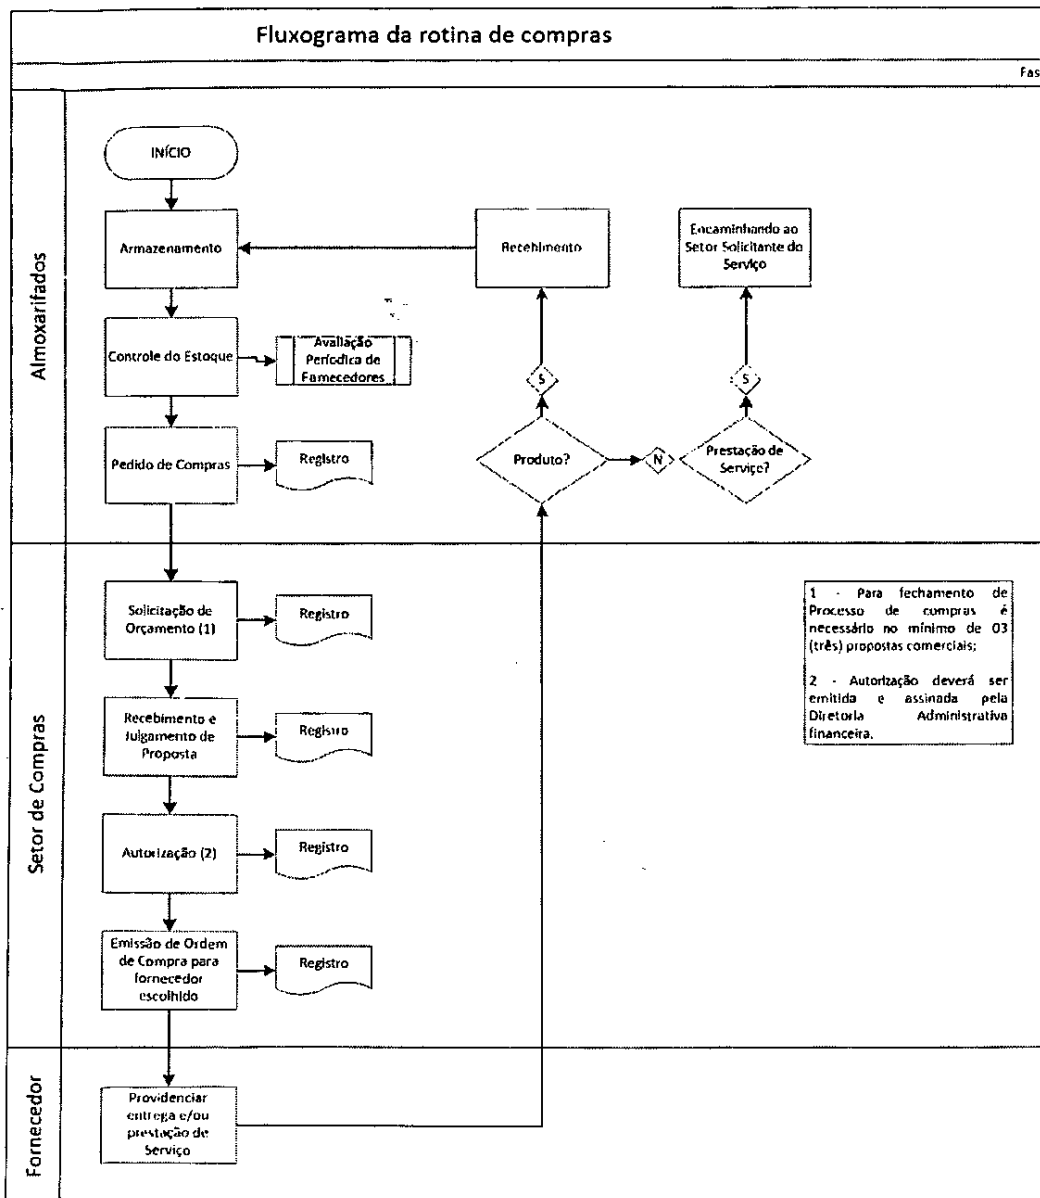 Fluxograma da rotina de compras
Fas
Almoxarifados
INÍCIO
Armazenamento
Recebimento
Encaminhando ao
Setor Solicitante do
Serviço
Controle do Estoque
Avaliação
Periódica de
Fornecedores
S
S
Pedido de Compras
Registro
Produto?
N
Prestação de
Serviço?
Setor de Compras
Solicitação de
Orçamento (1)
Registro
1 - Para fechamento de
Processo de compras é
necessário no mínimo de 03
(três) propostas comerciais;
2 - Autorização deverá ser
emitida e assinada pela
Diretoria Administrativa
financeira.
Recebimento e
Julgamento de
Proposta
Registro
Autorização (2)
Registro
Emissão de Ordem
de Compra para
fornecedor
escolhido
Registro
Fornecedor
Providenciar
entrega e/ou
prestação de
Serviço